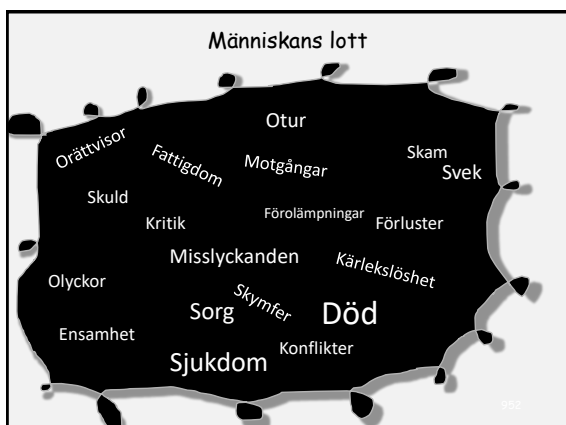 Människans lott
Otur
Orättvisor
Fattigdom
Motgångar
Skam
Svek
Skuld
Kritik
Förolämpningar
Förluster
Misslyckanden
Kärlekslöshet
Olyckor
Skymfer
Sorg
Död
Ensamhet
Konflikter
Sjukdom
952